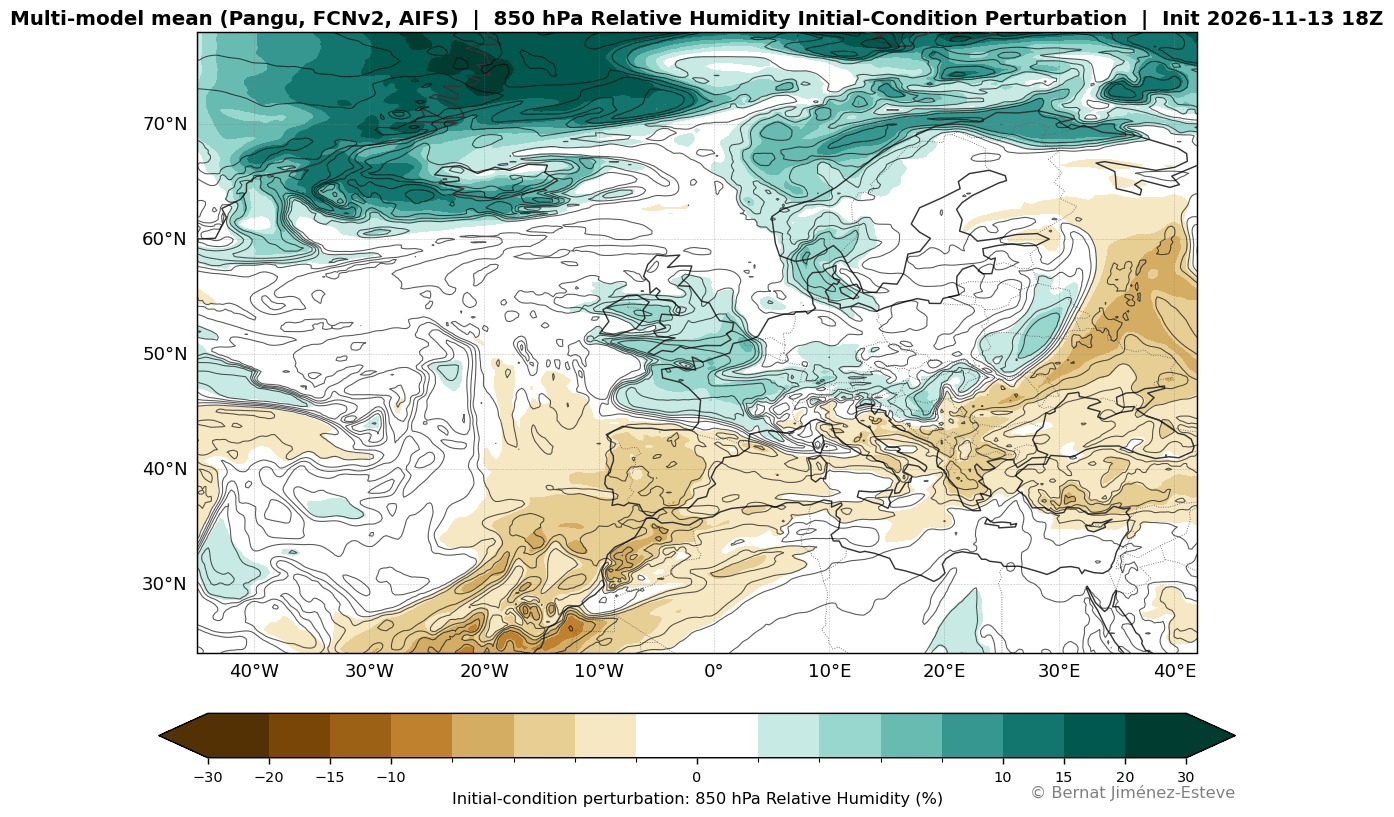 Multi-model mean (Pangu, FCNv2, AIFS)  |  850 hPa Relative Humidity Initial-Condition Perturbation  |  Init 2026-11-13 18Z
70°N
60°N
50°N
40°N
30°N
40°W 30°W 20°W 10°W 0° 10°E 20°E 30°E 40°E
−30 −20 −15 −10 0 10 15 20 30
Initial-condition perturbation: 850 hPa Relative Humidity (%)
© Bernat Jiménez-Esteve